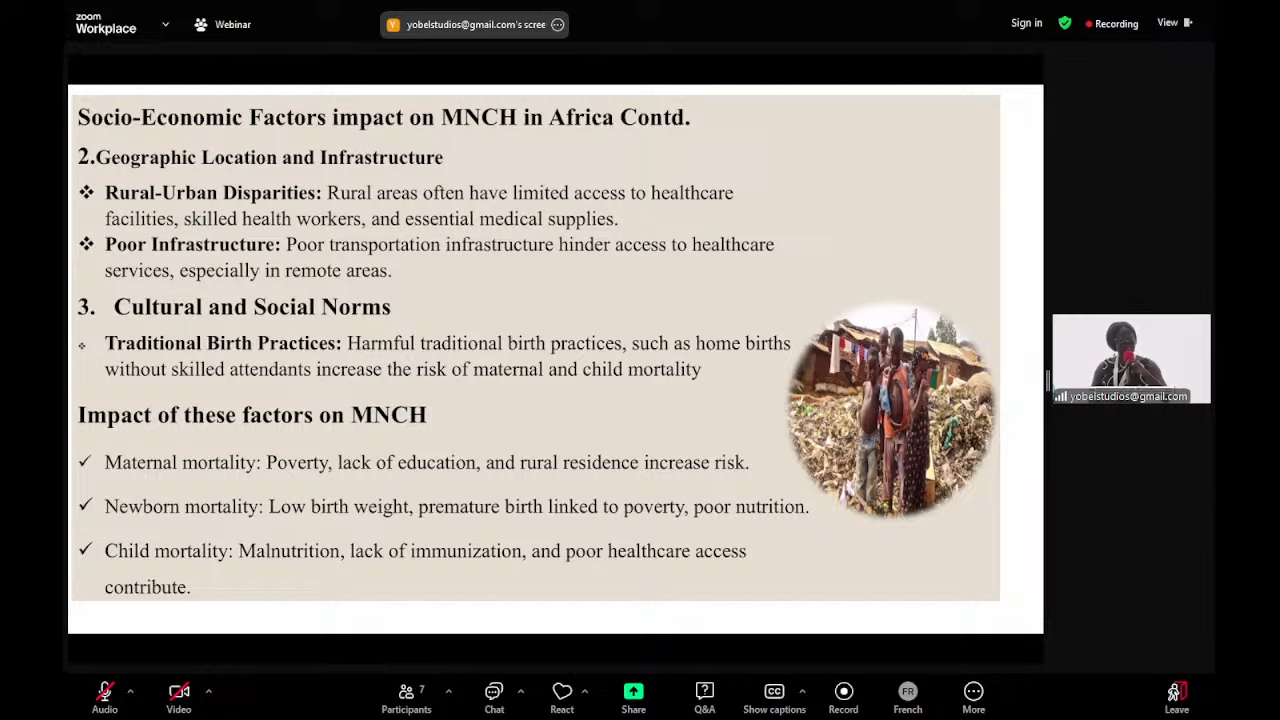 zoom
Workplace
Webinar
Y
yobelstudios@gmail.com's scree
Sign in
Recording
View
Socio-Economic Factors impact on MNCH in Africa Contd.
2.Geographic Location and Infrastructure
❖ Rural-Urban Disparities: Rural areas often have limited access to healthcare
facilities, skilled health workers, and essential medical supplies.
❖ Poor Infrastructure: Poor transportation infrastructure hinder access to healthcare
services, especially in remote areas.
3. Cultural and Social Norms
❖ Traditional Birth Practices: Harmful traditional birth practices, such as home births
without skilled attendants increase the risk of maternal and child mortality
Impact of these factors on MNCH
✓ Maternal mortality: Poverty, lack of education, and rural residence increase risk.
✓ Newborn mortality: Low birth weight, premature birth linked to poverty, poor nutrition.
✓ Child mortality: Malnutrition, lack of immunization, and poor healthcare access
contribute.
yobelstudios@gmail.com
Audio
Video
7
Participants
Chat
React
Share
Q&A
CC
Show captions
Record
FR
French
More
Leave